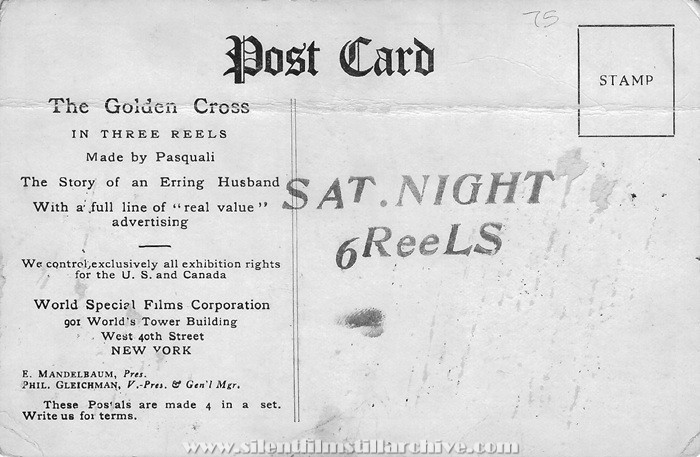 75
Post Card
STAMP
The Golden Cross
IN THREE REELS
Made by Pasquali
The Story of an Erring Husband
With a full line of "real value"
advertising
We control exclusively all exhibition rights
for the U. S. and Canada
World Special Films Corporation
901 World's Tower Building
West 40th Street
NEW YORK
E. MANDELBAUM, Pres.
PHIL. GLEICHMAN, V.-Pres. & Gen'l Mgr.
These Postals are made 4 in a set.
Write us for terms.
SAT. NIGHT
6 ReeLS
www.silentfilmstillarchive.com